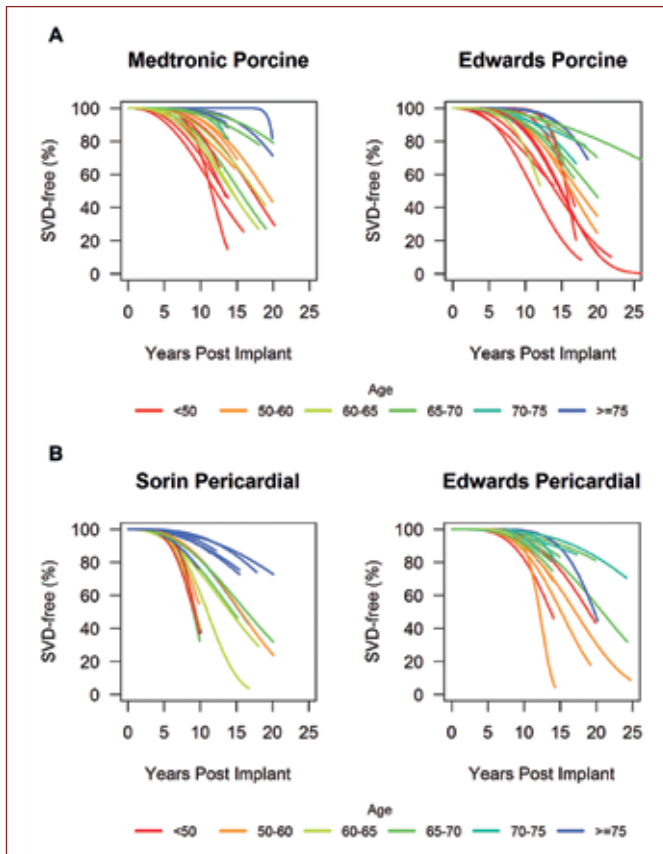 A
Medtronic Porcine Edwards Porcine
SVD-free (%) SVD-free (%)
100 100
80 80
60 60
40 40
20 20
0 0
0 5 10 15 20 25 0 5 10 15 20 25
Years Post Implant Years Post Implant
Age
<50 50-60 60-65 65-70 70-75 >=75
B
Sorin Pericardial Edwards Pericardial
SVD-free (%) SVD-free (%)
100 100
80 80
60 60
40 40
20 20
0 0
0 5 10 15 20 25 0 5 10 15 20 25
Years Post Implant Years Post Implant
Age
<50 50-60 60-65 65-70 70-75 >=75